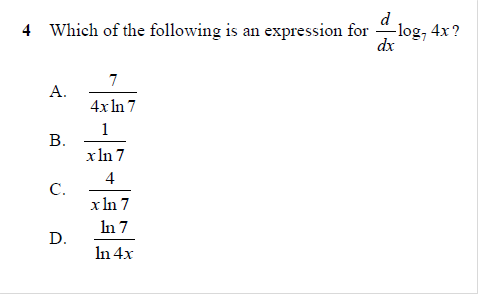 4 Which of the following is an expression for d/dx log₇ 4x?
A. 7/(4x ln 7)
B. 1/(x ln 7)
C. 4/(x ln 7)
D. ln 7/ln 4x